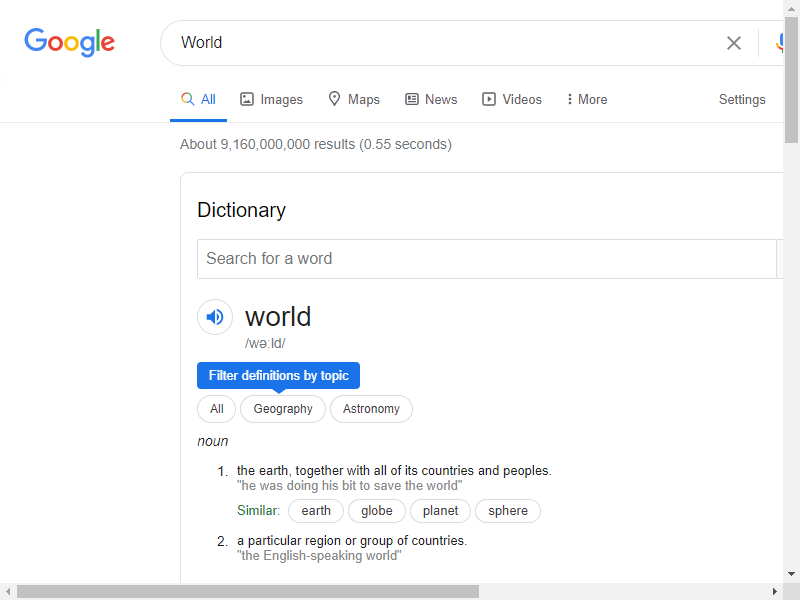 Google
World
All Images Maps News Videos More Settings
About 9,160,000,000 results (0.55 seconds)
Dictionary
Search for a word
world
/wəːld/
Filter definitions by topic
All Geography Astronomy
noun
1. the earth, together with all of its countries and peoples.
"he was doing his bit to save the world"
Similar: earth globe planet sphere
2. a particular region or group of countries.
"the English-speaking world"